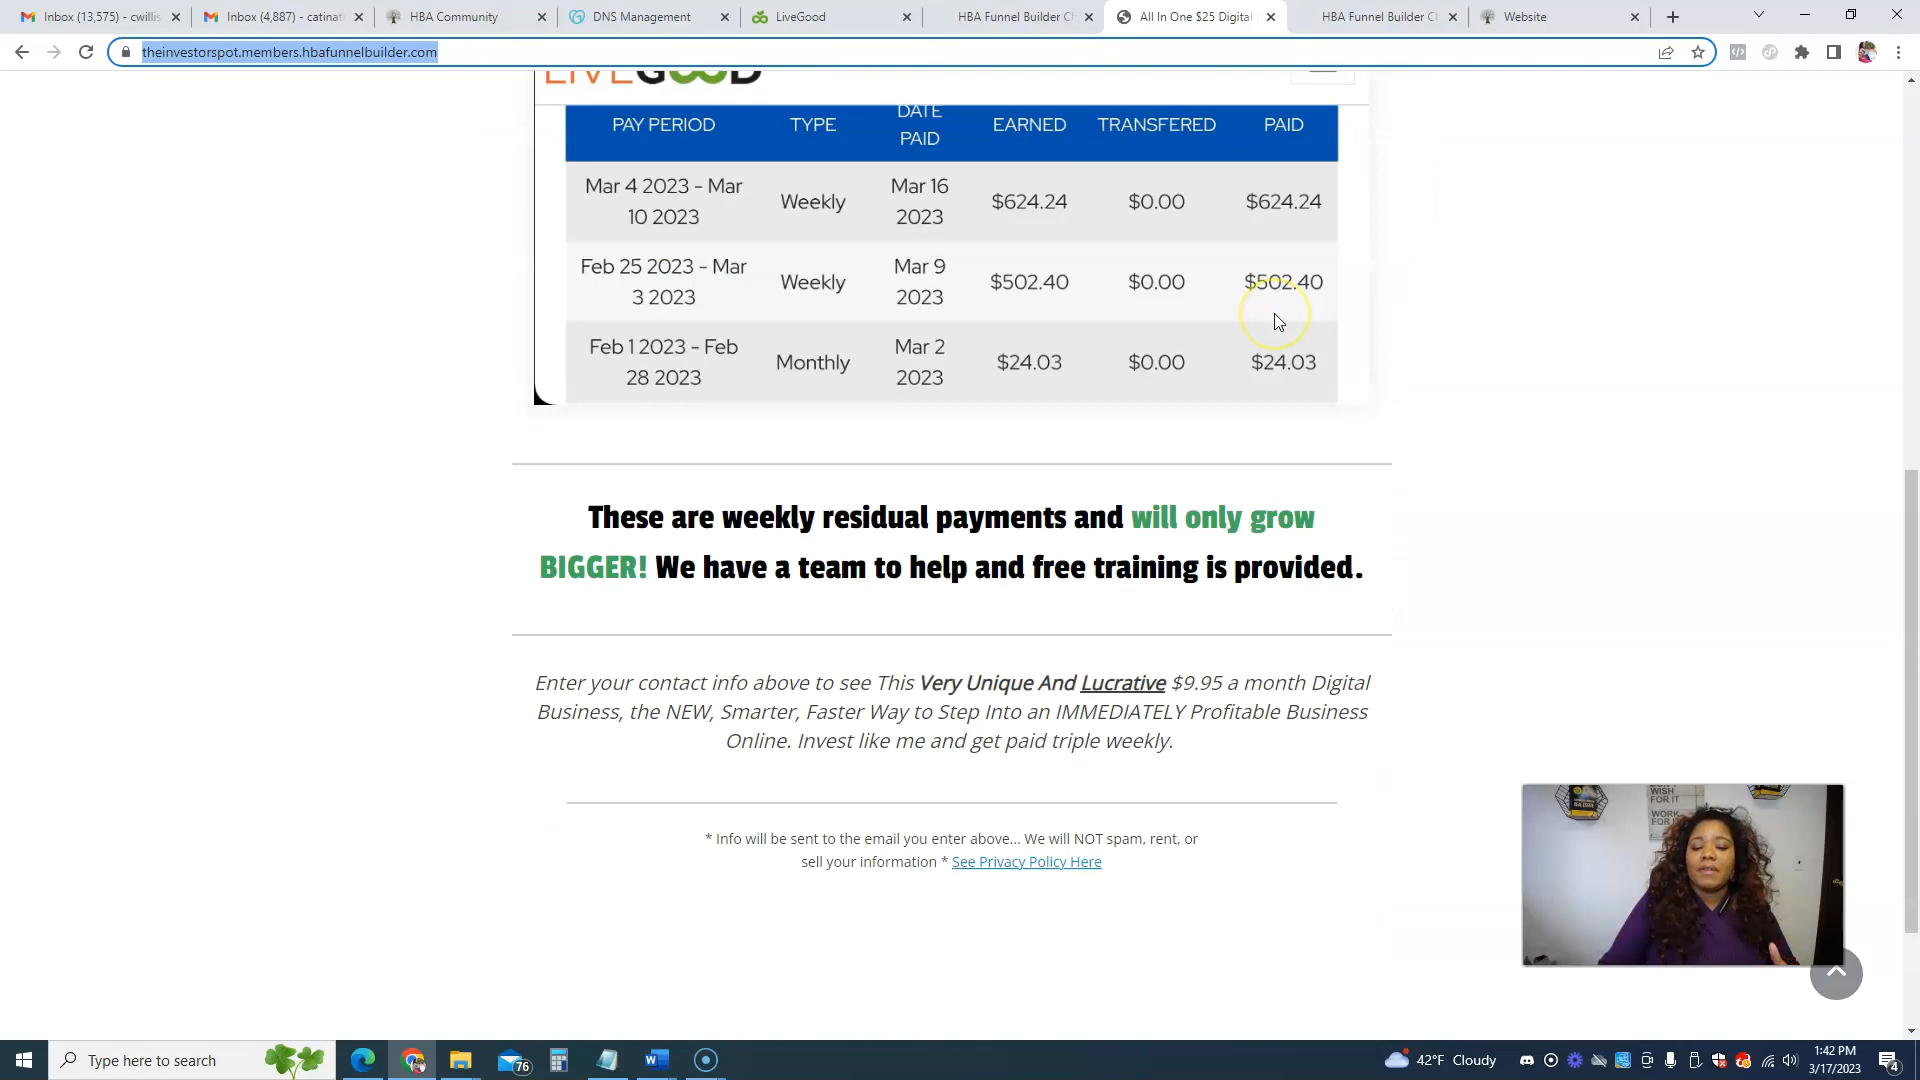 Inbox (13,575) - cwillis
Inbox (4,887) - catinat
HBA Community
DNS Management
LiveGood
HBA Funnel Builder C
All In One $25 Digital
HBA Funnel Builder C
Website
theinvestorspot.members.hbafunnelbuilder.com
LIVEGOOD
PAY PERIOD TYPE DATE PAID EARNED TRANSFERED PAID
Mar 4 2023 - Mar 10 2023 Weekly Mar 16 2023 $624.24 $0.00 $624.24
Feb 25 2023 - Mar 3 2023 Weekly Mar 9 2023 $502.40 $0.00 $502.40
Feb 1 2023 - Feb 28 2023 Monthly Mar 2 2023 $24.03 $0.00 $24.03
These are weekly residual payments and will only grow
BIGGER! We have a team to help and free training is provided.
Enter your contact info above to see This Very Unique And Lucrative $9.95 a month Digital
Business, the NEW, Smarter, Faster Way to Step Into an IMMEDIATELY Profitable Business
Online. Invest like me and get paid triple weekly.
* Info will be sent to the email you enter above... We will NOT spam, rent, or
sell your information * See Privacy Policy Here
WISH
FOR IT
WORK
Type here to search
76
42°F Cloudy
1:42 PM
3/17/2023
4